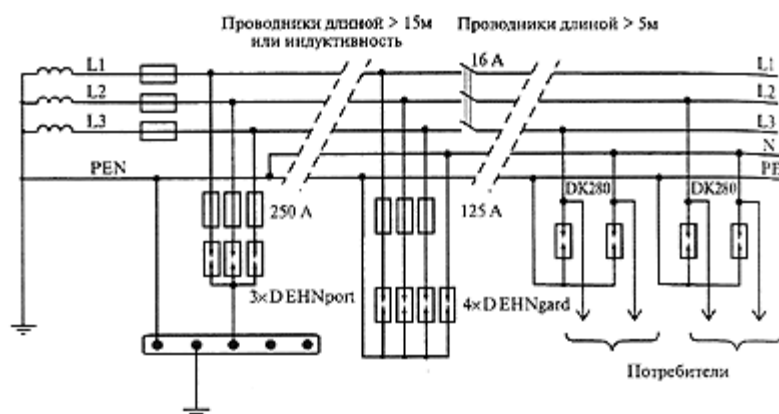 Проводники длиной > 15м
или индуктивность
Проводники длиной > 5м
L1
16 А
L1
L2
L2
L3
L3
N
PEN
PE
250 А
125 А
DK280
DK280
3×DEHNport
4×DEHNgard
Потребители